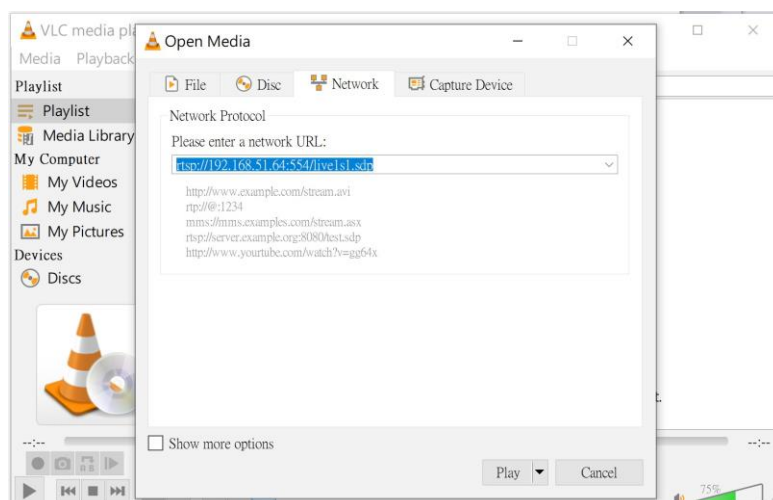 VLC media pla
Media Playback
Playlist
Playlist
Media Library
My Computer
My Videos
My Music
My Pictures
Devices
Discs
--:--
Open Media
File Disc Network Capture Device
Network Protocol
Please enter a network URL:
rtsp://192.168.51.64:554/live1s1.sdp
http://www.example.com/stream.avi
rtp://@:1234
mms://mms.examples.com/stream.asx
rtsp://server.example.org:8080/test.sdp
http://www.yourtube.com/watch?v=gg64x
Show more options
Play Cancel
t.
--:--
75%